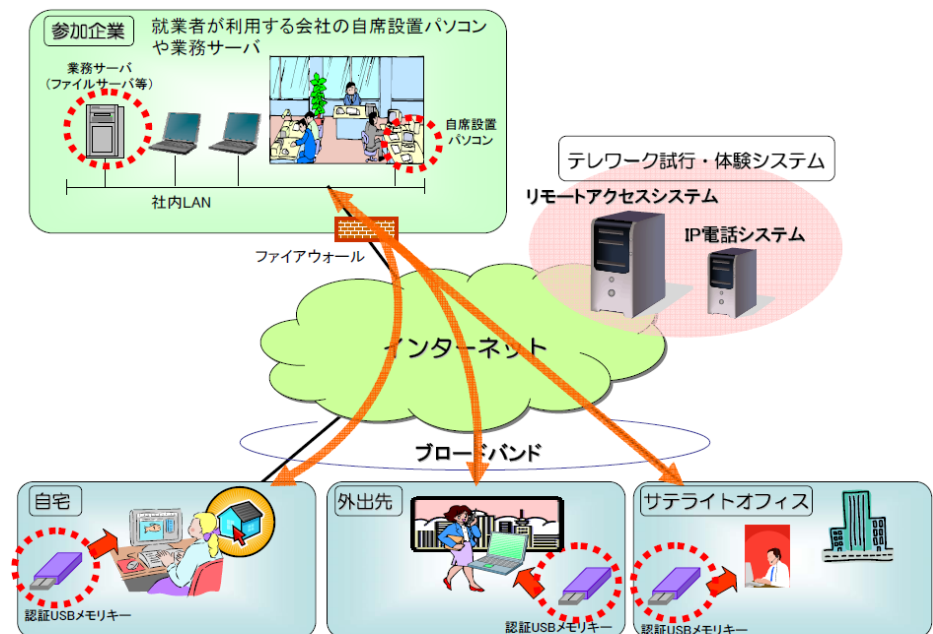 参加企業
就業者が利用する会社の自席設置パソコン
や業務サーバ
業務サーバ
(ファイルサーバ等)
自席設置
パソコン
社内LAN
ファイアウォール
テレワーク試行・体験システム
リモートアクセスシステム
IP電話システム
インターネット
ブロードバンド
自宅
認証USBメモリキー
外出先
認証USBメモリキー
サテライトオフィス
認証USBメモリキー